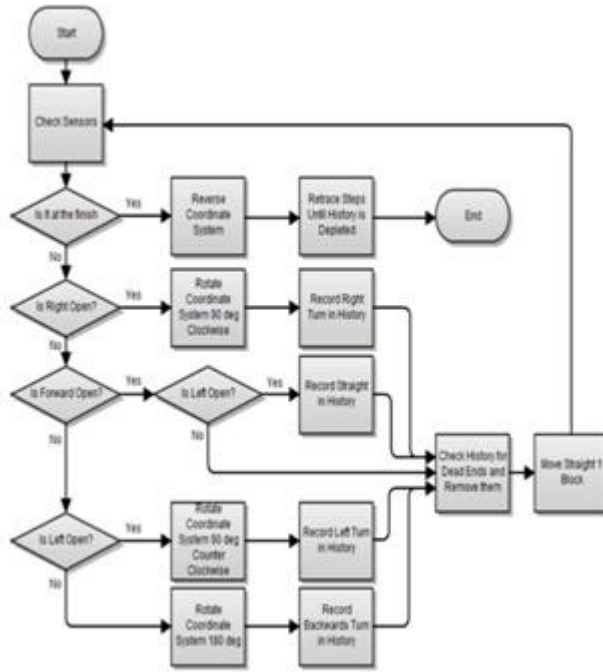 Start
Check Sensors
Is it at the finish
Yes
Reverse
Coordinate
System
Retrace Steps
Until History is
Depleted
End
No
Is Right Open?
Yes
Rotate
Coordinate
System 90 deg
Clockwise
Record Right
Turn in History
No
Is Forward Open?
Yes
Is Left Open?
Yes
Record Straight
in History
No
No
Check History for
Dead Ends and
Remove them
Move Straight 1
Block
Is Left Open?
Yes
Rotate
Coordinate
System 90 deg
Counter
Clockwise
Record Left Turn
in History
No
Rotate
Coordinate
System 180 deg
Record
Backwards Turn
in History